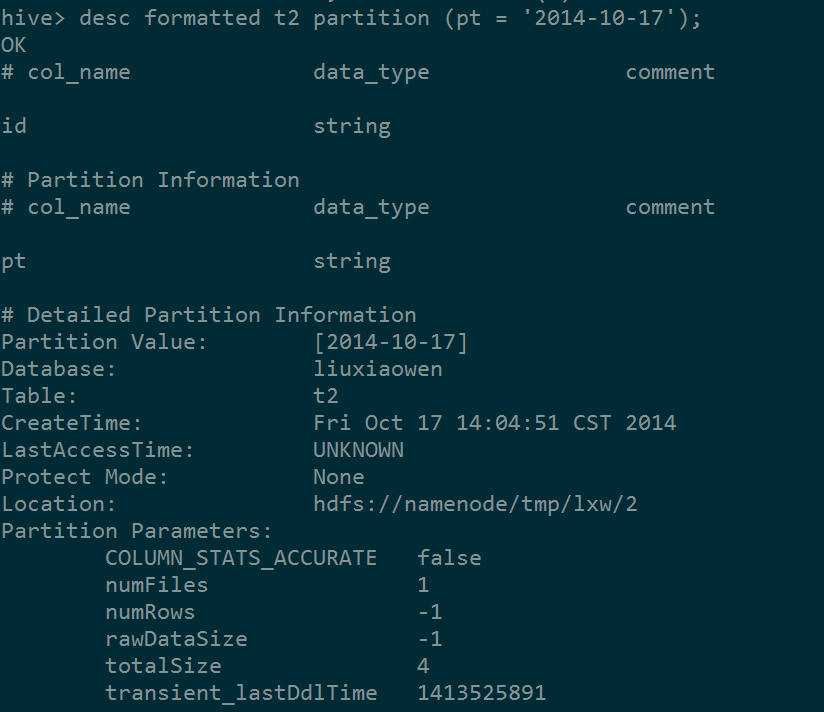 hive> desc formatted t2 partition (pt = '2014-10-17');
OK
# col_name data_type comment
id string
# Partition Information
# col_name data_type comment
pt string
# Detailed Partition Information
Partition Value: [2014-10-17]
Database: liuxiaowen
Table: t2
CreateTime: Fri Oct 17 14:04:51 CST 2014
LastAccessTime: UNKNOWN
Protect Mode: None
Location: hdfs://namenode/tmp/lxw/2
Partition Parameters:
COLUMN_STATS_ACCURATE false
numFiles 1
numRows -1
rawDataSize -1
totalSize 4
transient_lastDdlTime 1413525891